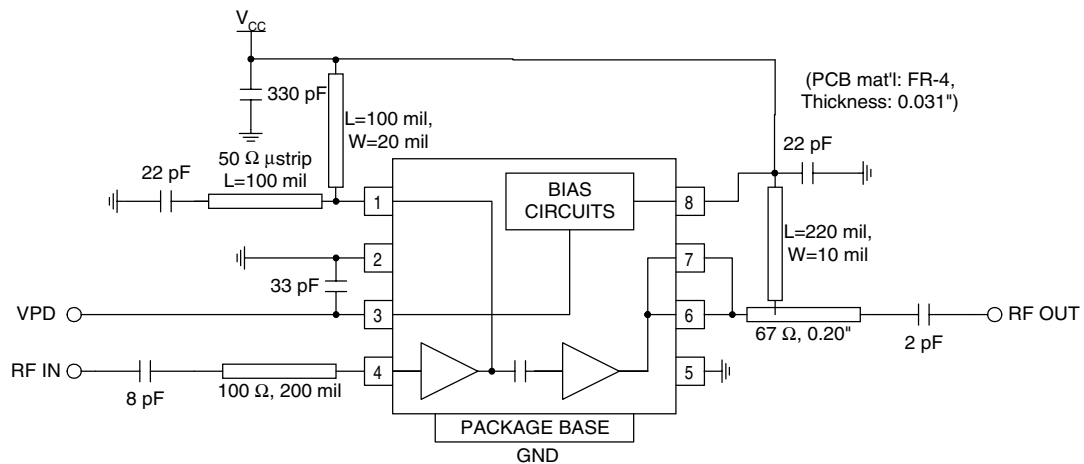 VCC
330 pF
(PCB mat'l: FR-4,
Thickness: 0.031")
L=100 mil,
W=20 mil
50 Ω μstrip
L=100 mil
22 pF
22 pF
1
BIAS
CIRCUITS
8
L=220 mil,
W=10 mil
2
7
33 pF
VPD
3
6
RF OUT
67 Ω, 0.20"
2 pF
RF IN
4
5
8 pF
100 Ω, 200 mil
PACKAGE BASE
GND